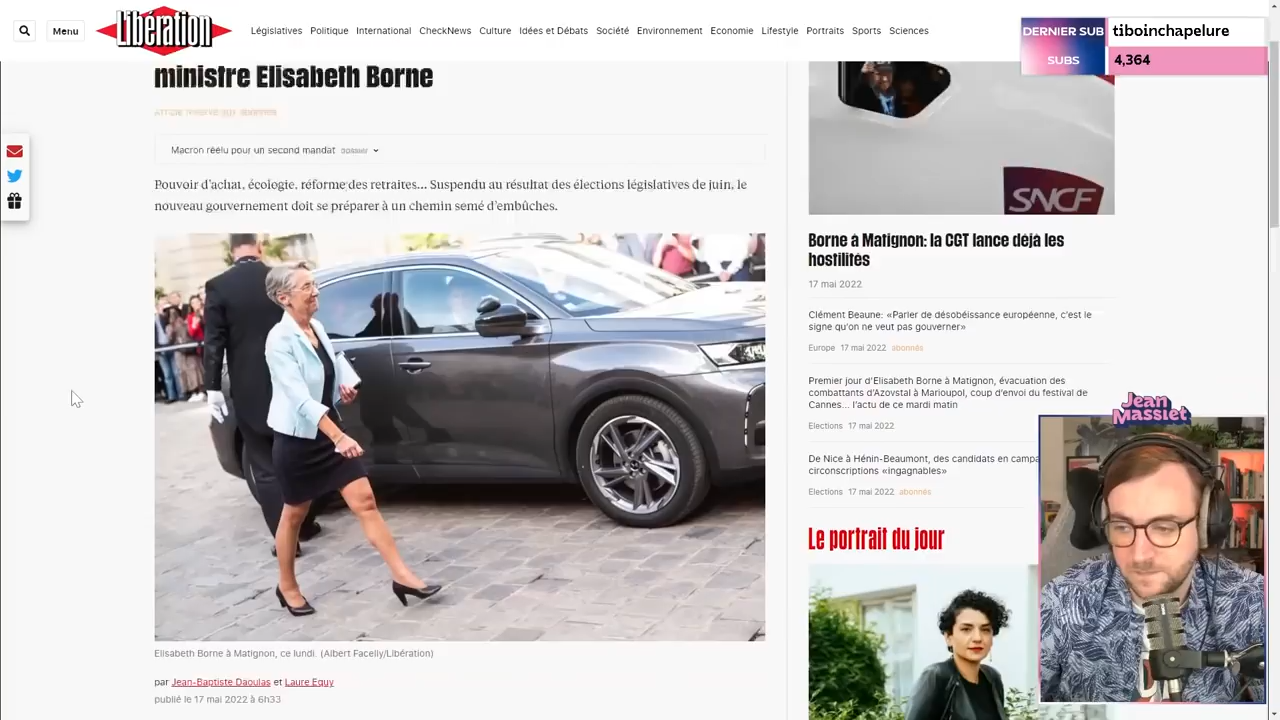 Menu
Libération
Législatives Politique International CheckNews Culture Idées et Débats Société Environnement Economie Lifestyle Portraits Sports Sciences
DERNIER SUB
tiboinchapelure
SUBS
4,364
ministre Elisabeth Borne
Macron réélu pour un second mandat
Pouvoir d'achat, écologie, réforme des retraites… Suspendu au résultat des élections législatives de juin, le
nouveau gouvernement doit se préparer à un chemin semé d'embûches.
Elisabeth Borne à Matignon, ce lundi. (Albert Facelly/Libération)
par Jean-Baptiste Daoulas et Laure Equy
publié le 17 mai 2022 à 6h33
SNCF
Borne à Matignon: la CGT lance déjà les
hostilités
17 mai 2022
Clément Beaune: «Parler de désobéissance européenne, c'est le
signe qu'on ne veut pas gouverner»
Europe 17 mai 2022 abonnés
Premier jour d'Elisabeth Borne à Matignon, évacuation des
combattants d'Azovstal à Marioupol, coup d'envoi du festival de
Cannes… l'actu de ce mardi matin
Elections 17 mai 2022
De Nice à Hénin-Beaumont, des candidats en campa
circonscriptions «ingagnables»
Elections 17 mai 2022 abonnés
Le portrait du jour
Jean
Massiet